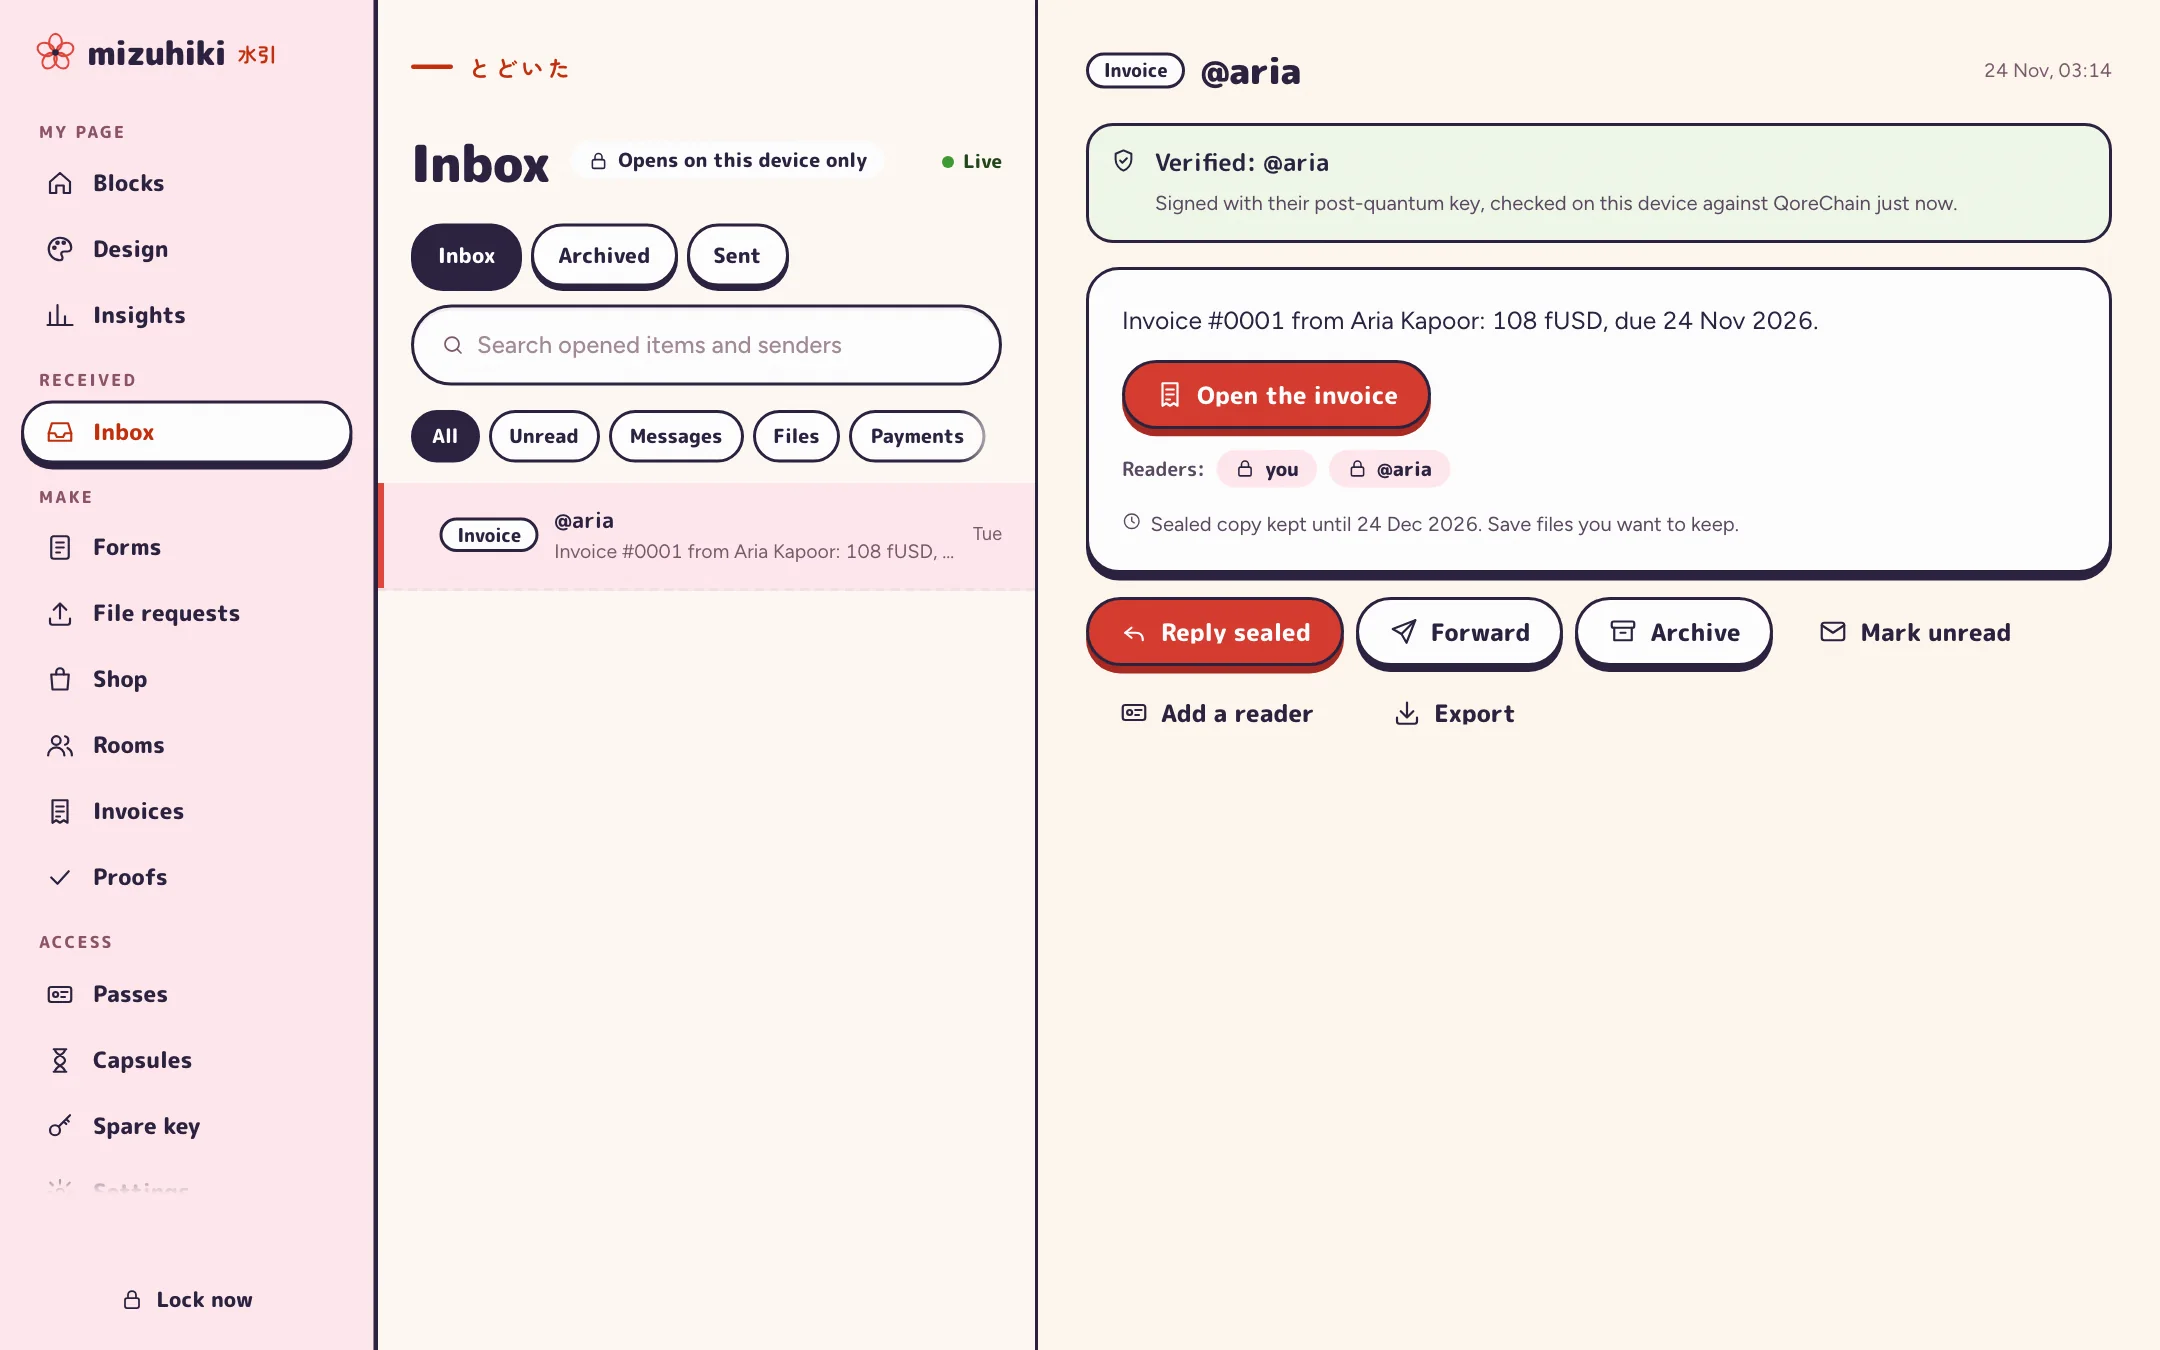 mizuhiki 水引
MY PAGE
Blocks
Design
Insights
RECEIVED
Inbox
MAKE
Forms
File requests
Shop
Rooms
Invoices
Proofs
ACCESS
Passes
Capsules
Spare key
Settings
Lock now
とどいた
Inbox
Opens on this device only
Live
Inbox
Archived
Sent
Search opened items and senders
All
Unread
Messages
Files
Payments
Invoice
@aria
Invoice #0001 from Aria Kapoor: 108 fUSD, ...
Tue
Invoice
@aria
24 Nov, 03:14
Verified: @aria
Signed with their post-quantum key, checked on this device against QoreChain just now.
Invoice #0001 from Aria Kapoor: 108 fUSD, due 24 Nov 2026.
Open the invoice
Readers: you @aria
Sealed copy kept until 24 Dec 2026. Save files you want to keep.
Reply sealed
Forward
Archive
Mark unread
Add a reader
Export